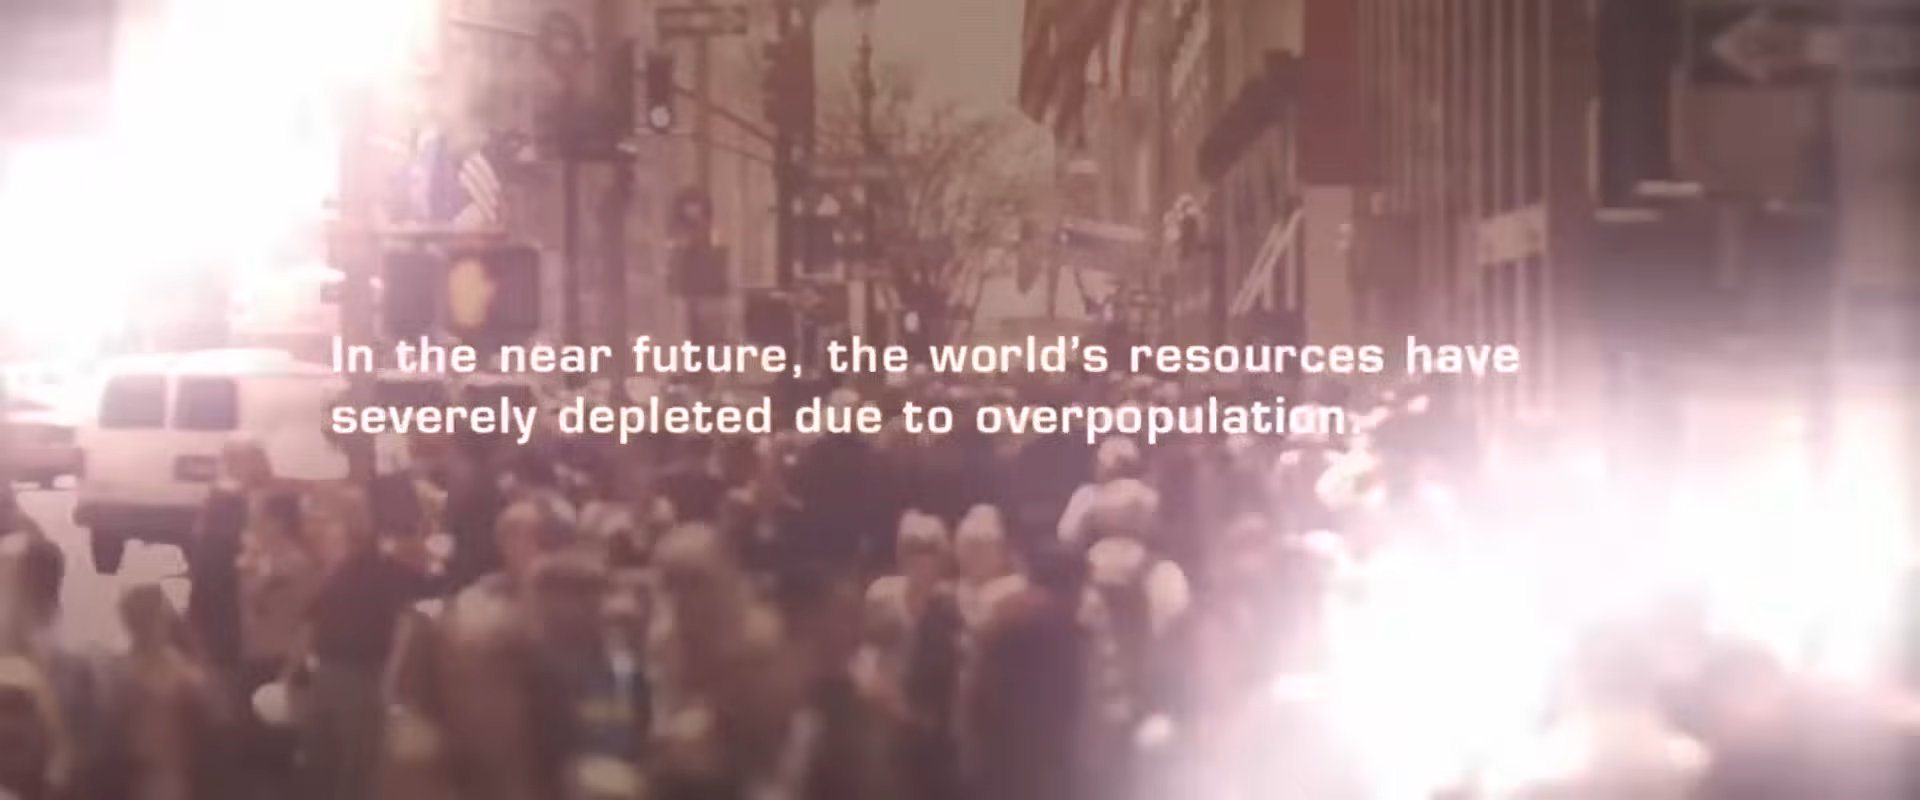 In the near future, the world’s resources have
severely depleted due to overpopulation.